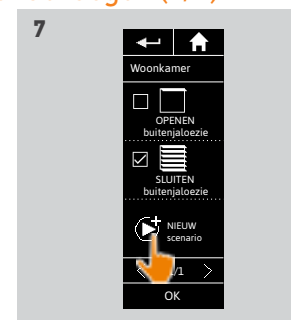 7
Woonkamer
OPENEN
buitenjaloezie
SLUITEN
buitenjaloezie
NIEUW
scenario
1/1
OK